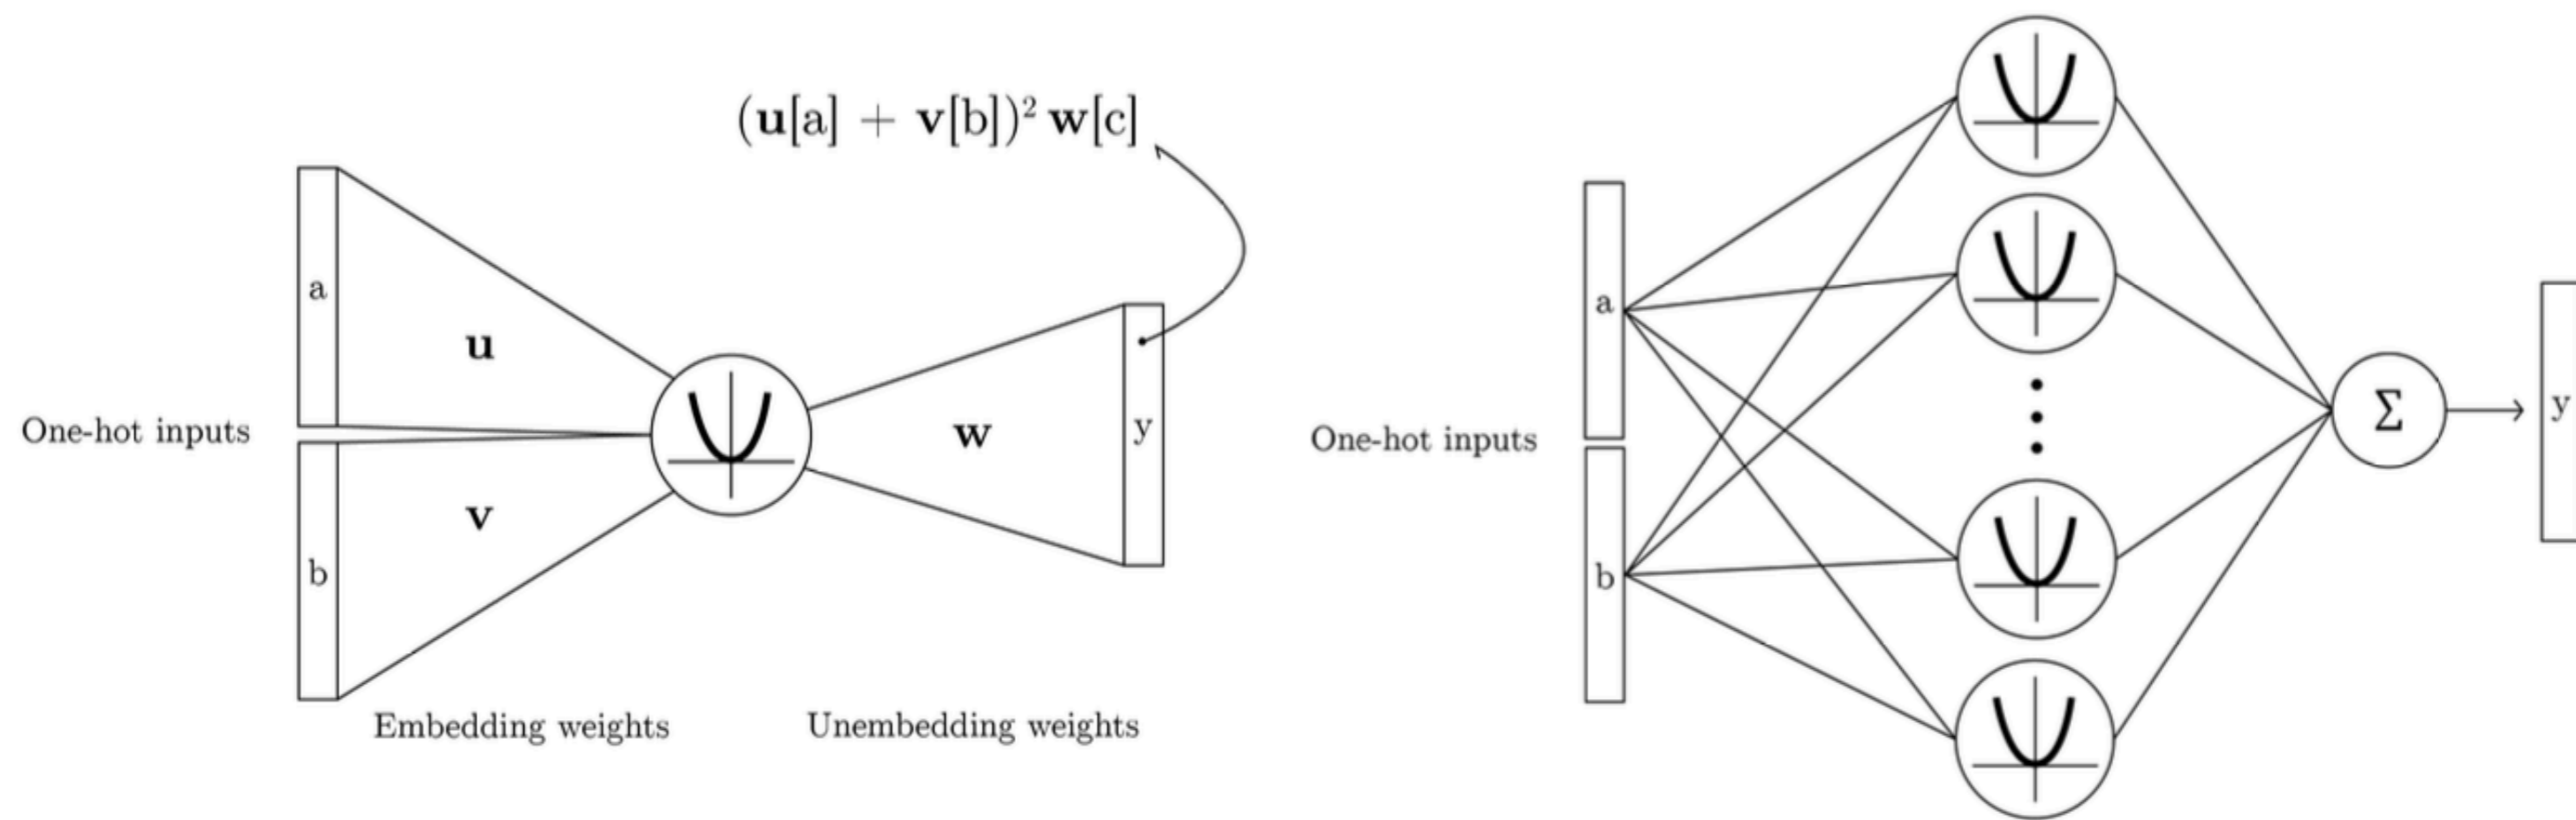 (u[a] + v[b])² w[c]
a
u
One-hot inputs
v
b
w
y
Embedding weights
Unembedding weights
a
One-hot inputs
b
Σ
y